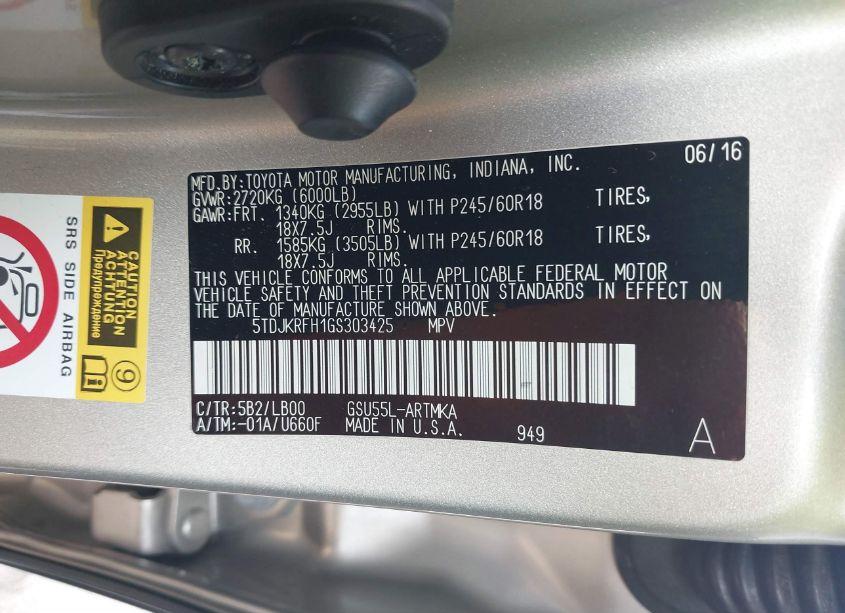 06/16
MFD.BY:TOYOTA MOTOR MANUFACTURING, INDIANA, INC.
GVWR:2720KG (6000LB)
GAWR:FRT. 1340KG (2955LB) WITH P245/60R18 TIRES,
18X7.5J RIMS.
RR. 1585KG (3505LB) WITH P245/60R18 TIRES,
18X7.5J RIMS.
THIS VEHICLE CONFORMS TO ALL APPLICABLE FEDERAL MOTOR
VEHICLE SAFETY AND THEFT PREVENTION STANDARDS IN EFFECT ON
THE DATE OF MANUFACTURE SHOWN ABOVE.
5TDJKRFH1GS303425 MPV
C/TR:5B2/LB00 GSU55L-ARTMKA
A/TM:-01A/U660F MADE IN U.S.A. 949 A
SRS SIDE AIRBAG
CAUTION
ATTENTION
ACHTUNG
Предупреждение
9